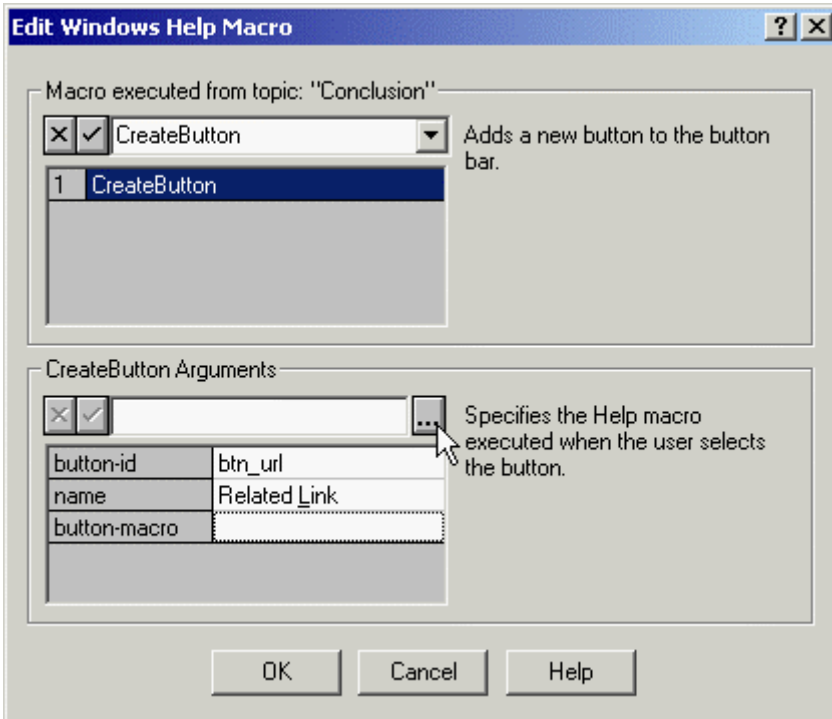 Edit Windows Help Macro
Macro executed from topic: "Conclusion"
CreateButton
Adds a new button to the button
bar.
1 CreateButton
CreateButton Arguments
...
Specifies the Help macro
executed when the user selects
the button.
button-id btn_url
name Related Link
button-macro
OK Cancel Help